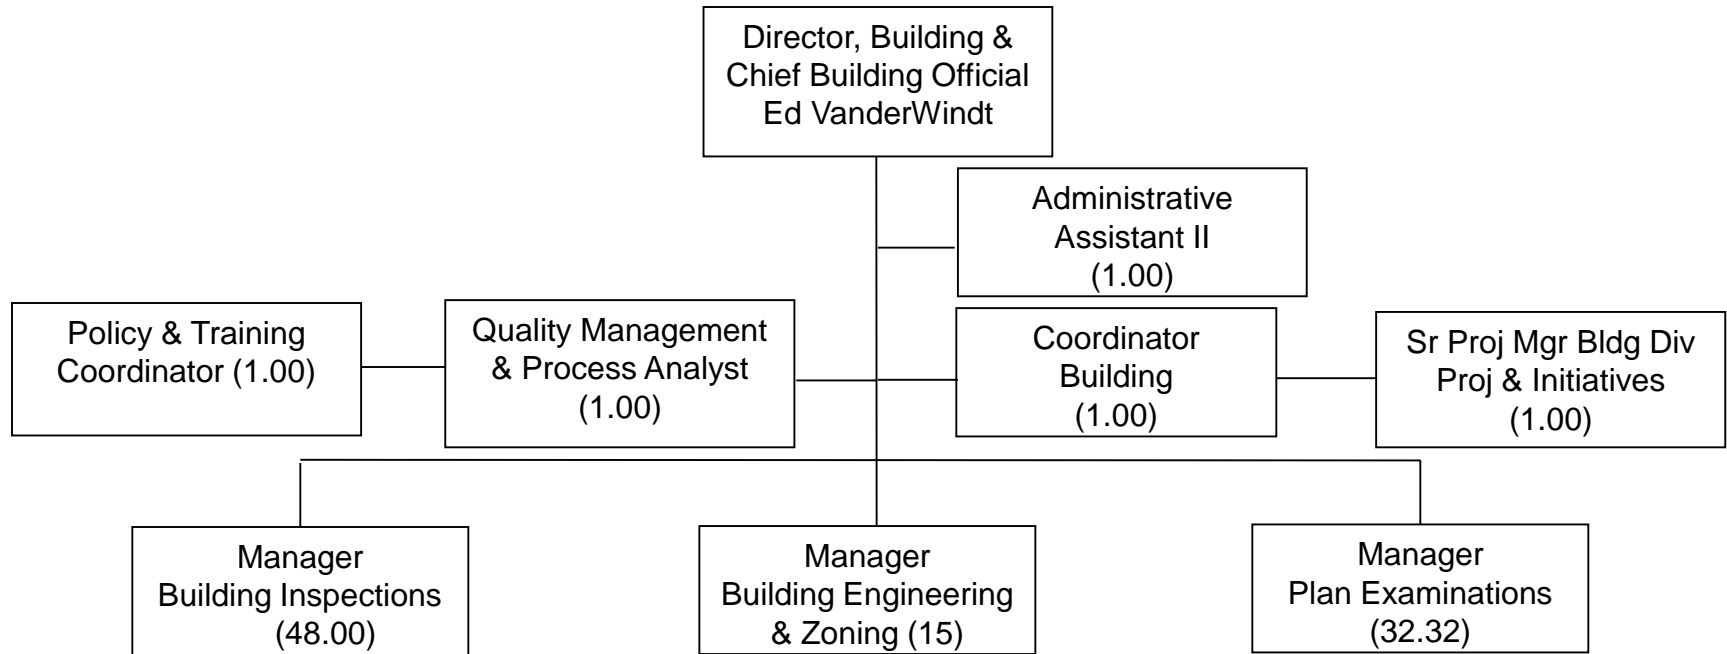 Director, Building &
Chief Building Official
Ed VanderWindt
Administrative
Assistant II
(1.00)
Policy & Training
Coordinator (1.00)
Quality Management
& Process Analyst
(1.00)
Coordinator
Building
(1.00)
Sr Proj Mgr Bldg Div
Proj & Initiatives
(1.00)
Manager
Building Inspections
(48.00)
Manager
Building Engineering
& Zoning (15)
Manager
Plan Examinations
(32.32)